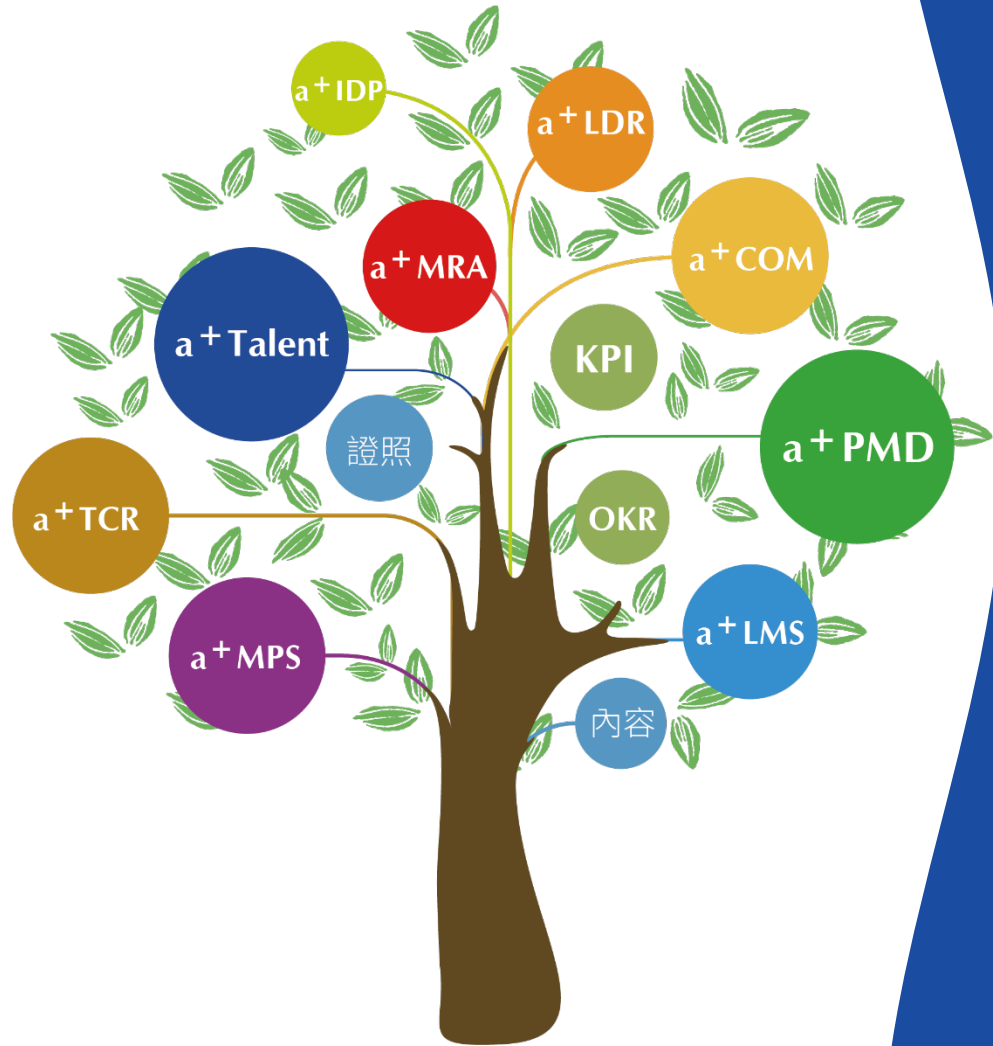 a+ IDP
a+ LDR
a+ MRA
a+ COM
a+ Talent
KPI
證照
a+ PMD
a+ TCR
OKR
a+ MPS
a+ LMS
內容